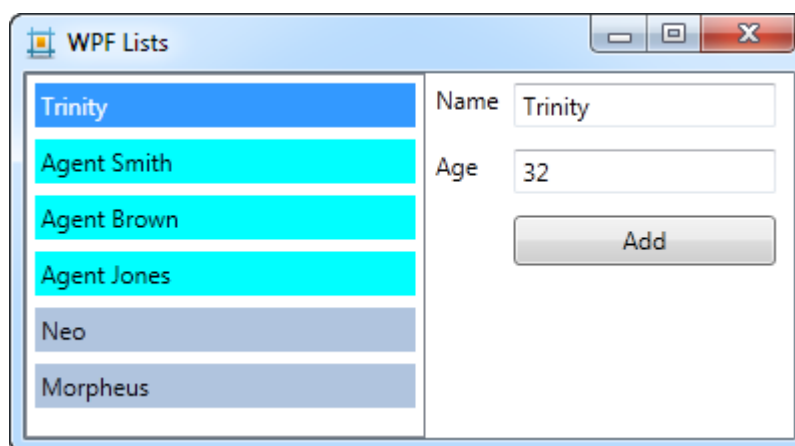 WPF Lists
Trinity
Agent Smith
Agent Brown
Agent Jones
Neo
Morpheus
Name Trinity
Age 32
Add